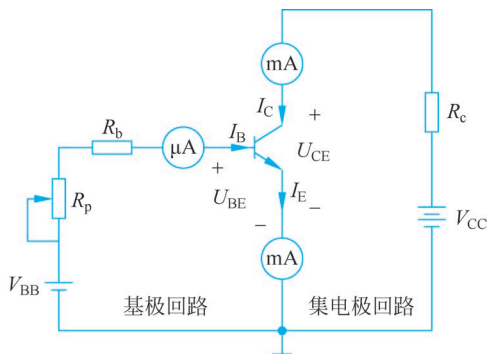 mA
I_C +
R_b
I_B
μA
+
U_CE
R_c
R_p
U_BE
I_E
−
−
V_CC
mA
V_BB
基极回路
集电极回路